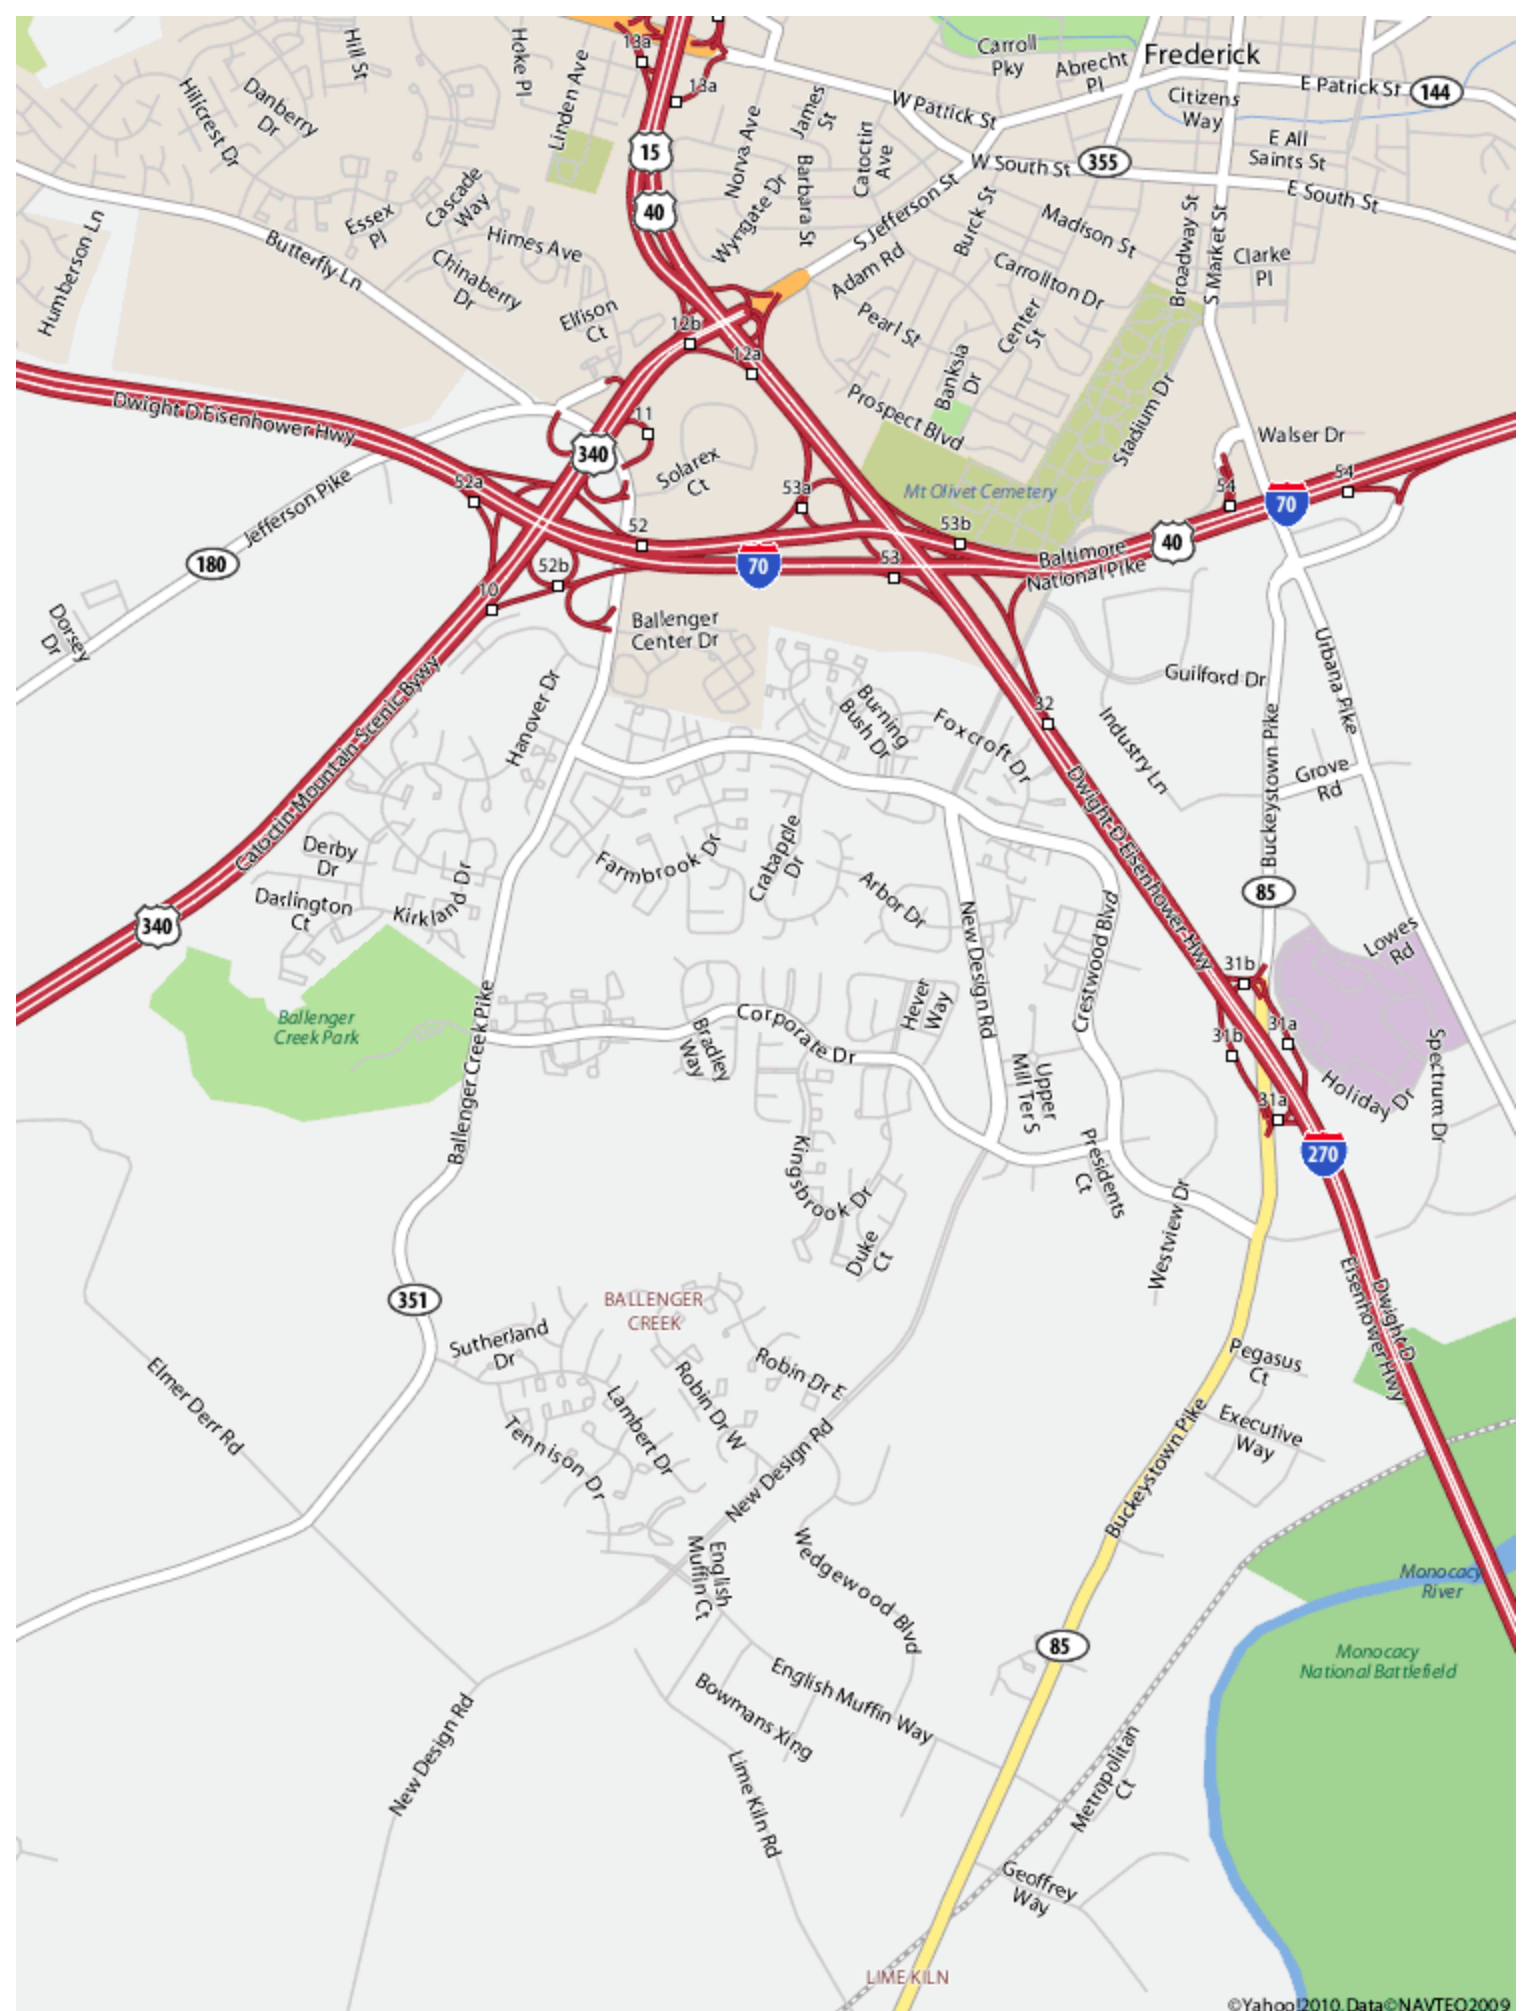 Hill St
Hoke Pl
Linden Ave
13a
13a
Carroll
Pky
Abrecht
Pl
Frederick
E Patrick St
144
Danberry
Dr
Hillcrest Dr
W Patrick St
Citizens
Way
James
St
Norva Ave
15
Catoctin
Ave
Barbara St
W South St
355
E All
Saints St
E South St
Cascade
Way
Essex
Pl
40
Wyngate Dr
S Jefferson St
Burck St
Madison St
Broadway St
S Market St
Clarke
Pl
Humberson Ln
Butterfly Ln
Himes Ave
Chinaberry
Dr
Adam Rd
Carrollton Dr
Elfison
Ct
12b
12a
Pearl St
Center
St
Banksia
Dr
Prospect Blvd
Stadium Dr
Dwight D Eisenhower Hwy
11
340
Walser Dr
Solarex
Ct
Mt Olivet Cemetery
52a
53a
54
54
70
Jefferson Pike
52
53b
40
180
52b
70
53
Baltimore
National Pike
10
Dorsey
Dr
Ballenger
Center Dr
Guilford Dr
Urbana Pike
Catoctin Mountain Scenic Bywy
Hanover Dr
Burning
Bush Dr
Foxcroft Dr
32
Industry Ln
Buckeystown Pike
Grove
Rd
Dwight D Eisenhower Hwy
Derby
Dr
Darlington
Ct
Kirkland Dr
Farmbrook Dr
Crabapple
Dr
Arbor Dr
85
340
New Design Rd
Crestwood Blvd
Lowes
Rd
31b
Ballenger
Creek Park
Ballenger Creek Pike
Bradley
Way
Corporate Dr
Hever
Way
31a
31b
Upper
Mill Ter S
Spectrum Dr
Holiday Dr
31a
270
Kingsbrook Dr
Presidents
Ct
Westview Dr
Duke
Ct
Dwight D
Eisenhower Hwy
351
BALLENGER
CREEK
Sutherland
Dr
Robin Dr E
Pegasus
Ct
Elmer Derr Rd
Robin Dr W
Lambert Dr
Tennison Dr
New Design Rd
Executive
Way
Buckeystown Pike
English
Muffin Ct
Wedgewood Blvd
Monocacy
River
85
Monocacy
National Battlefield
English Muffin Way
Bowmans Xing
New Design Rd
Lime Kiln Rd
Metropolitan
Ct
Geoffrey
Way
LIME KILN
©Yahoo!2010,Data©NAVTEQ2009